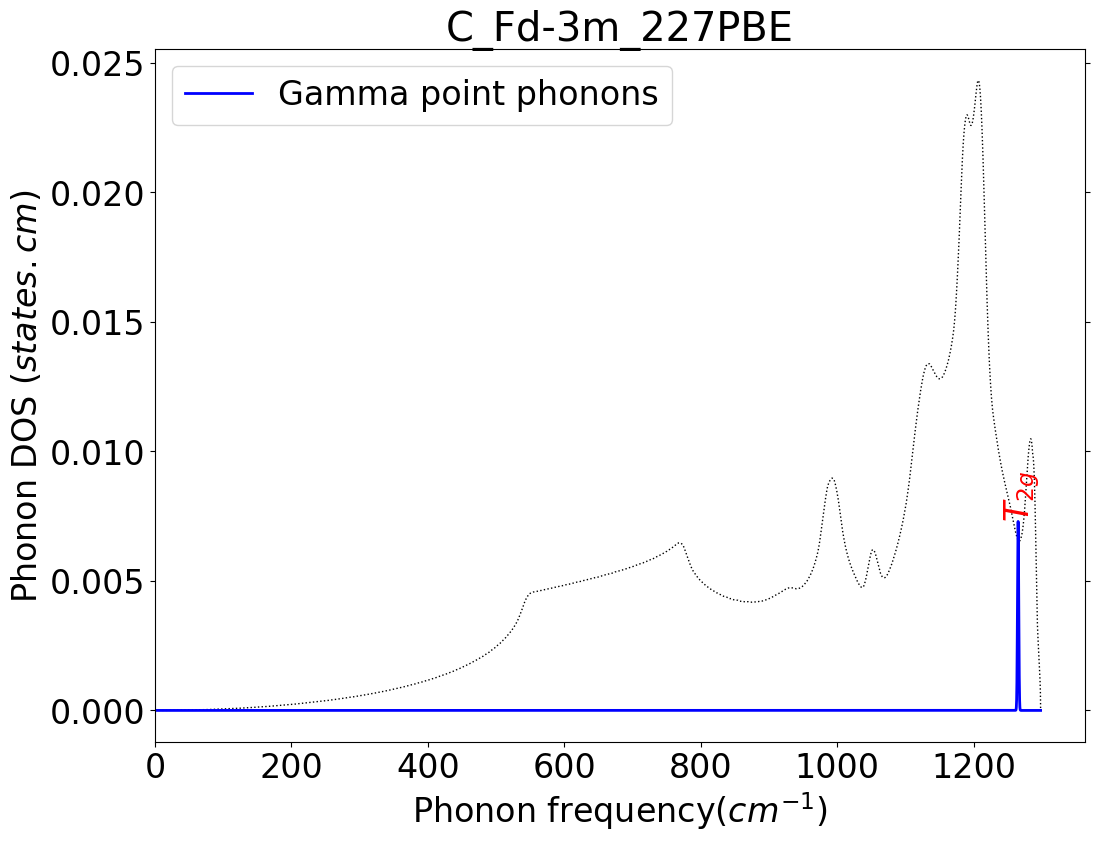 C_Fd-3m_227PBE
Gamma point phonons
Phonon DOS (states.cm)
0.025
0.020
0.015
0.010
0.005
0.000
T2g
0 200 400 600 800 1000 1200
Phonon frequency(cm⁻¹)